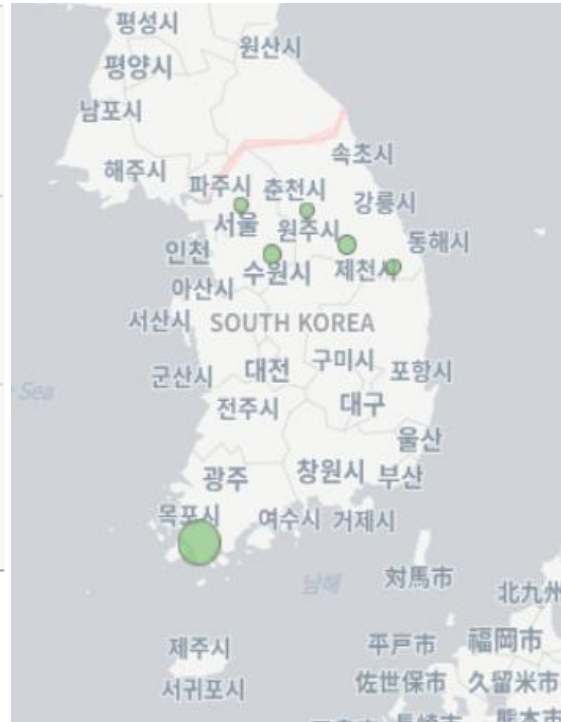 평성시
원산시
평양시
남포시
해주시
속초시
파주시
춘천시
강릉시
서울
원주시
동해시
인천
수원시
제천시
아산시
서산시
SOUTH KOREA
군산시
대전
구미시
포항시
전주시
대구
울산
광주
창원시
부산
목포시
여수시
거제시
Sea
남해
対馬市
北九州
제주시
平戸市
福岡市
서귀포시
佐世保市
久留米市